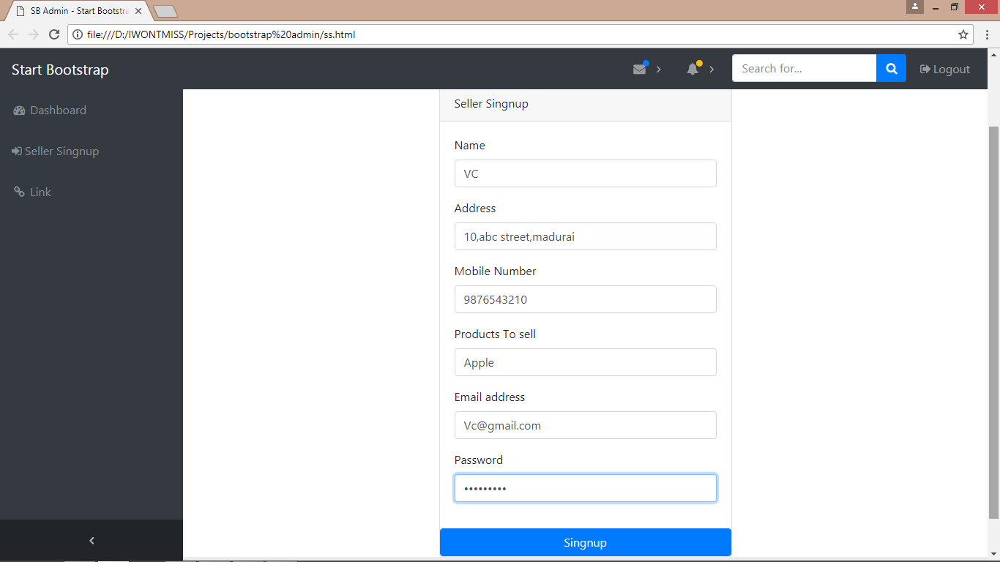 SB Admin - Start Bootstra
file:///D:/IWONTMISS/Projects/bootstrap%20admin/ss.html
Start Bootstrap
Search for...
Logout
Dashboard
Seller Singnup
Link
Seller Singnup
Name
VC
Address
10,abc street,madurai
Mobile Number
9876543210
Products To sell
Apple
Email address
Vc@gmail.com
Password
•••••••••
Singnup